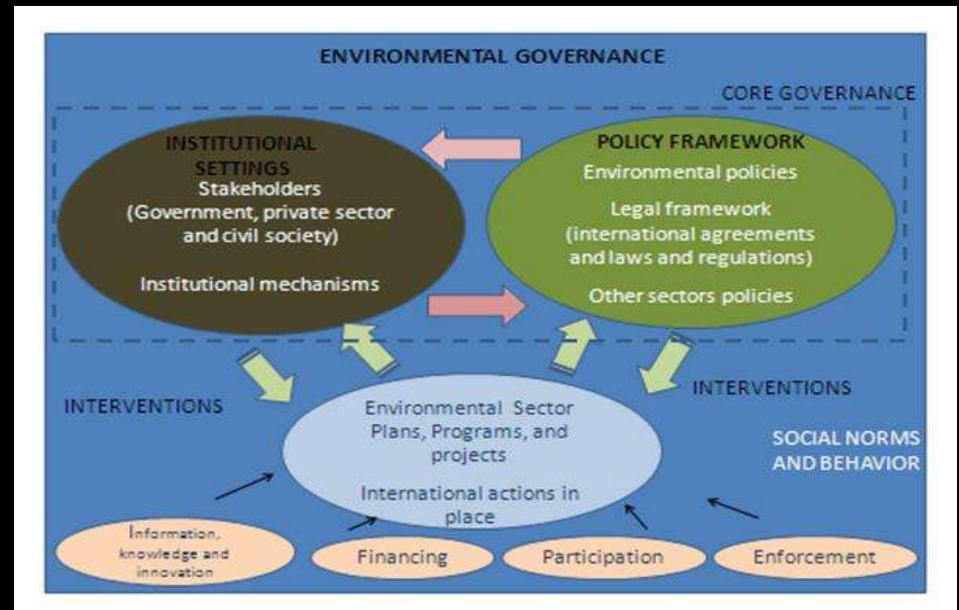 ENVIRONMENTAL GOVERNANCE
CORE GOVERNANCE
INSTITUTIONAL
SETTINGS
Stakeholders
(Government, private sector
and civil society)
Institutional mechanisms
POLICY FRAMEWORK
Environmental policies
Legal framework
(international agreements
and laws and regulations)
Other sectors policies
INTERVENTIONS
INTERVENTIONS
Environmental Sector
Plans, Programs, and
projects
International actions in
place
SOCIAL NORMS
AND BEHAVIOR
Information,
knowledge and
innovation
Financing
Participation
Enforcement